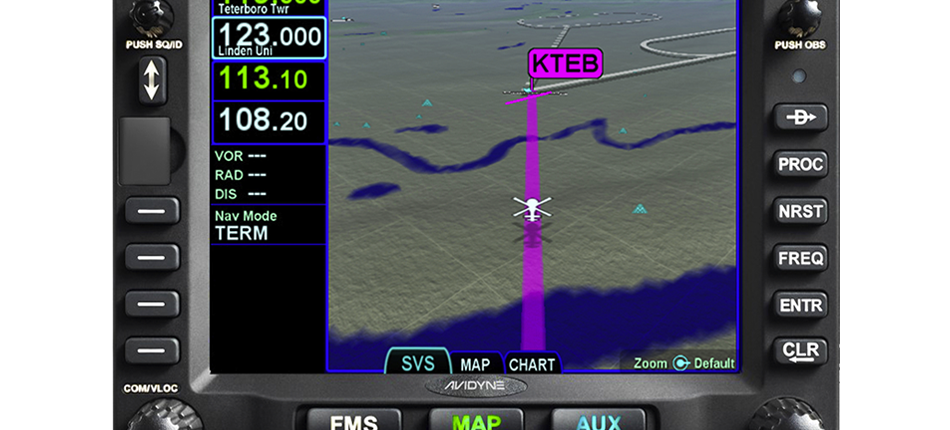 Teterboro Twr
PUSH SQ/ID
123.000
Linden Uni
PUSH OBS
KTEB
113.10
108.20
D
VOR ---
RAD ---
DIS ---
PROC
Nav Mode
TERM
NRST
FREQ
ENTR
SVS
MAP
CHART
Zoom
Default
CLR
AVIDYNE
COM/VLOC
FMS
MAP
AUX